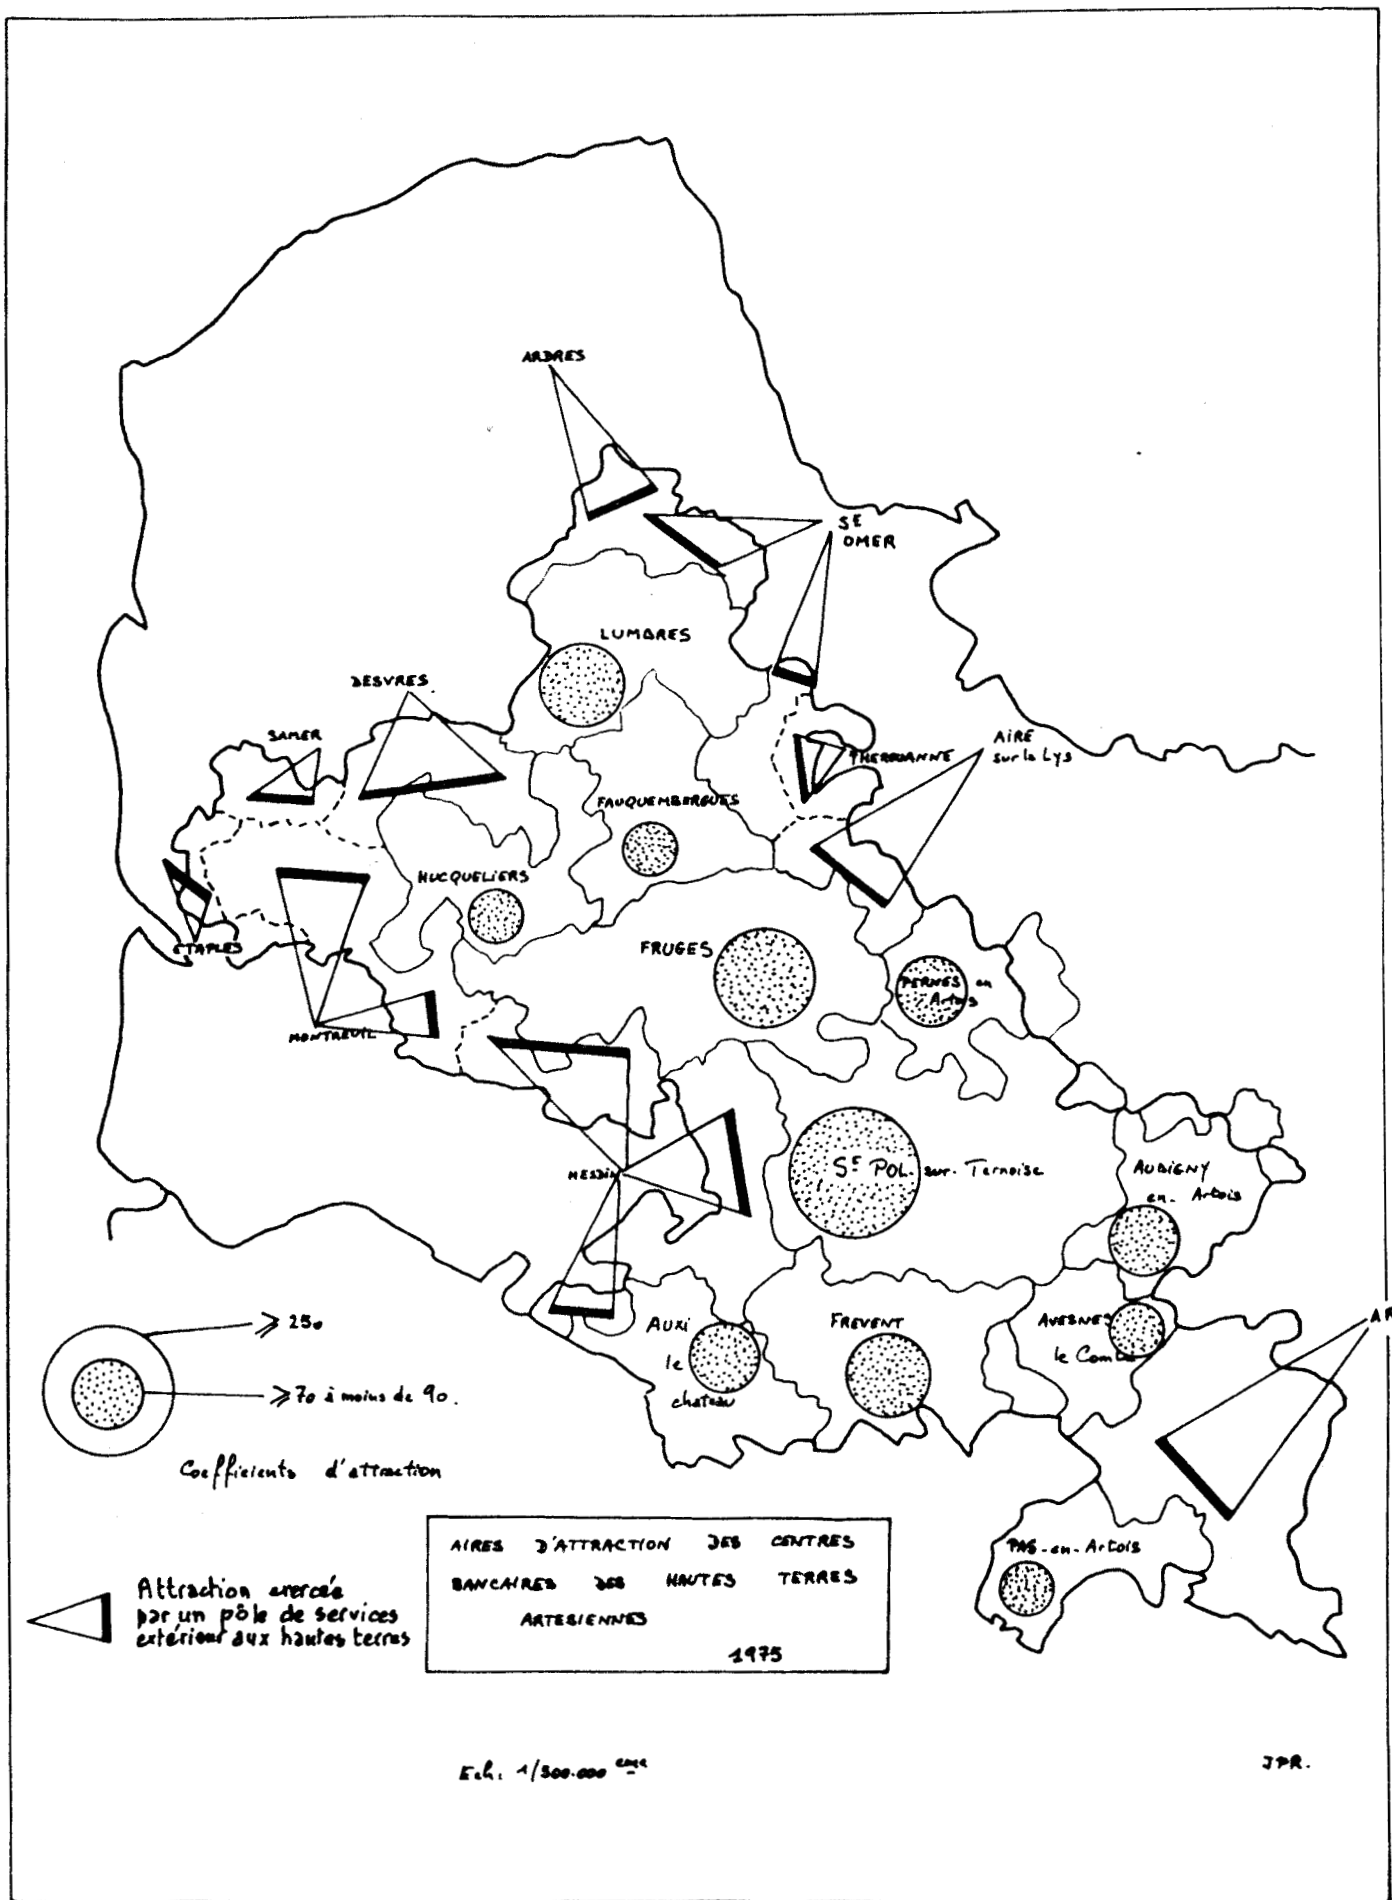 ARDRES
St
OMER
LUMBRES
DESVRES
SAMER
THEROUANNE
AIRE
sur la Lys
FAUQUEMBERGUES
HUCQUELIERS
ETAPLES
FRUGES
PERNES en
Artois
MONTREUIL
HESDIN
St POL. sur. Ternoise
AUBIGNY
en. Artois
AUXI
le
chateau
FREVENT
AVESNES
le Comte
AR
≥ 250
≥ 70 à moins de 90.
Coefficients d'attraction
PAS-en-Artois
Attraction exercée
par un pôle de services
extérieur aux hautes terres
AIRES D'ATTRACTION DES CENTRES
BANCAIRES DES HAUTES TERRES
ARTESIENNES
1975
Ech. 1/500.000 eme
JPR.